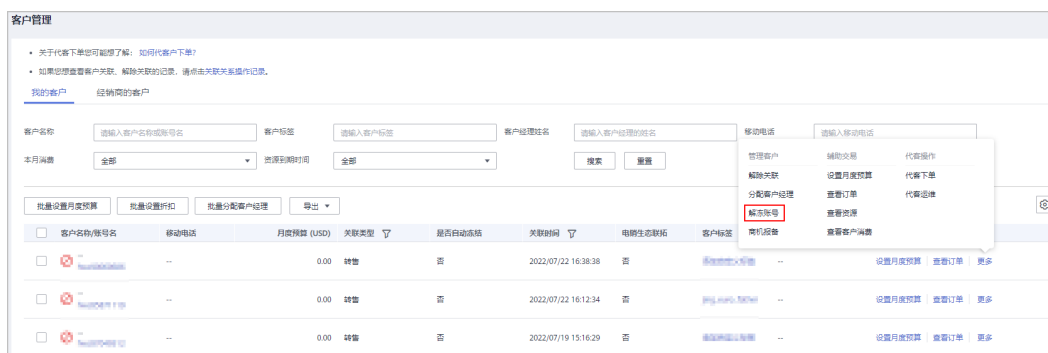 客户管理
• 关于代客下单您可能想了解： 如何代客户下单？
• 如果您想查看客户关联、解除关联的记录，请点击关联关系操作记录。
我的客户 经销商的客户
客户名称 请输入客户名称或账号名 客户标签 请输入客户标签 客户经理姓名 请输入客户经理的姓名 移动电话 请输入移动电话
本月消费 全部 资源到期时间 全部 搜索 重置
管理客户 辅助交易 代客操作
解除关联 设置月度预算 代客下单
分配客户经理 查看订单 代客运维
解冻账号 查看资源
商机报备 查看客户消费
批量设置月度预算 批量设置折扣 批量分配客户经理 导出
客户名称/账号名 移动电话 月度预算 (USD) 关联类型 是否自动冻结 关联时间 电销生态联拓 客户标签
-- -- 0.00 转售 否 2022/07/22 16:38:38 否 -- 设置月度预算 查看订单 更多
-- -- 0.00 转售 否 2022/07/22 16:12:34 否 -- 设置月度预算 查看订单 更多
-- -- 0.00 转售 否 2022/07/19 15:16:29 否 -- 设置月度预算 查看订单 更多